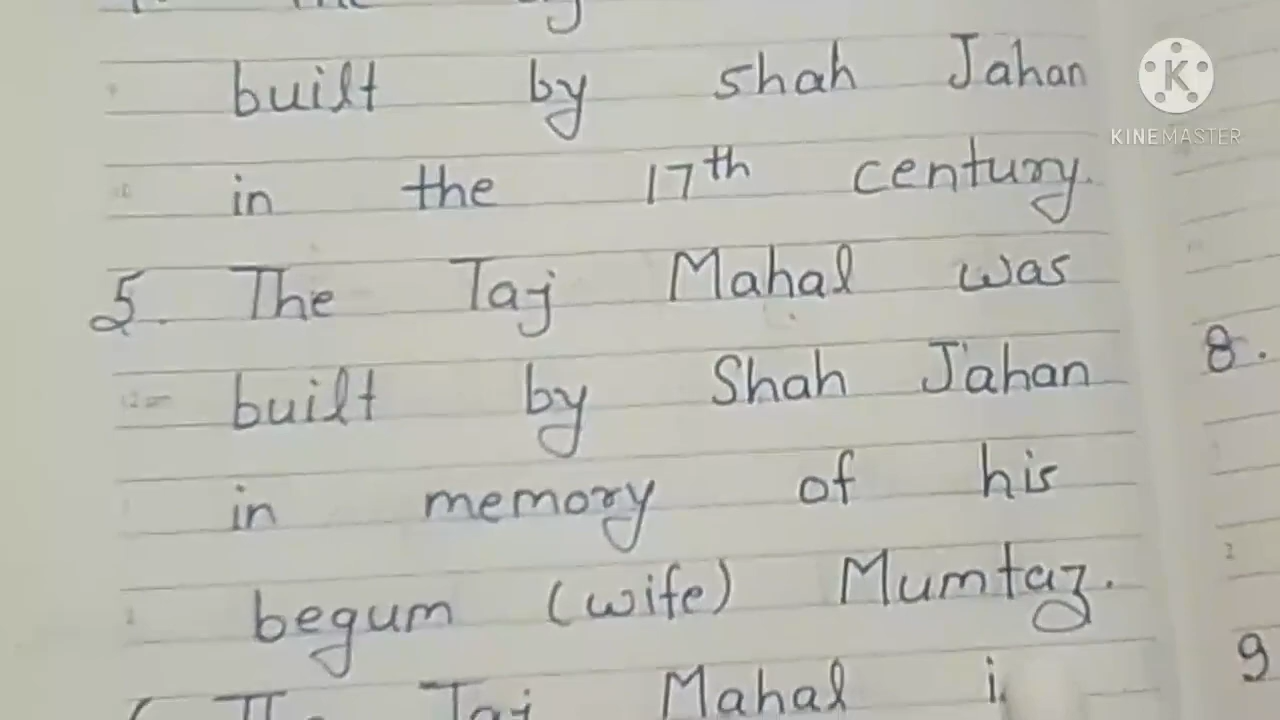 built by shah Jahan
in the 17th century.
5. The Taj Mahal was
built by Shah Jahan
in memory of his
begum (wife) Mumtaz.
Taj Mahal
8.
9
K
KINEMASTER